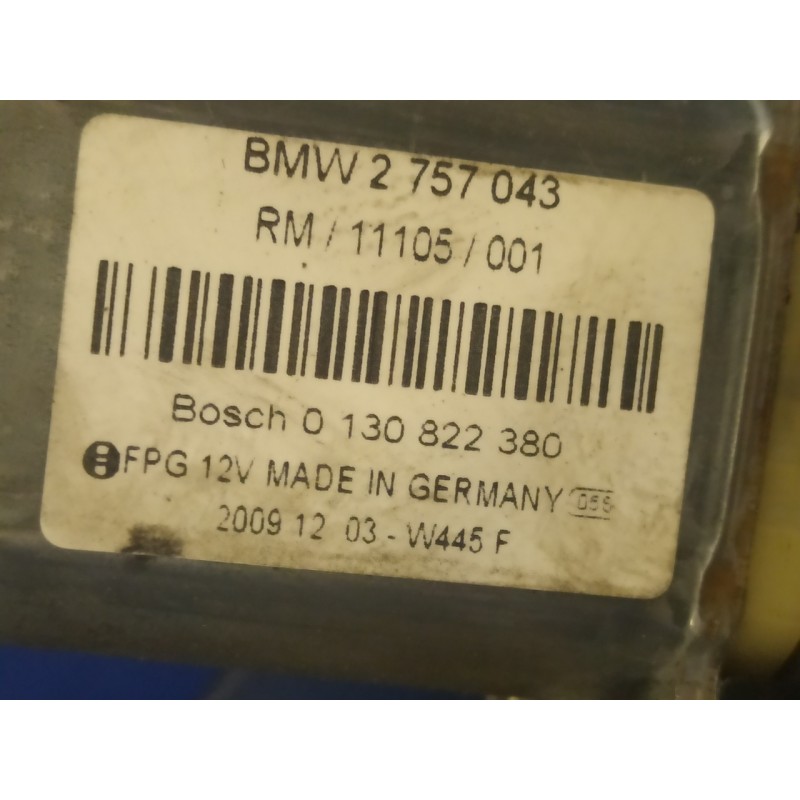 BMW 2 757 043
RM / 11105 / 001
Bosch 0 130 822 380
FPG 12V MADE IN GERMANY
2009 12 03 - W445 F